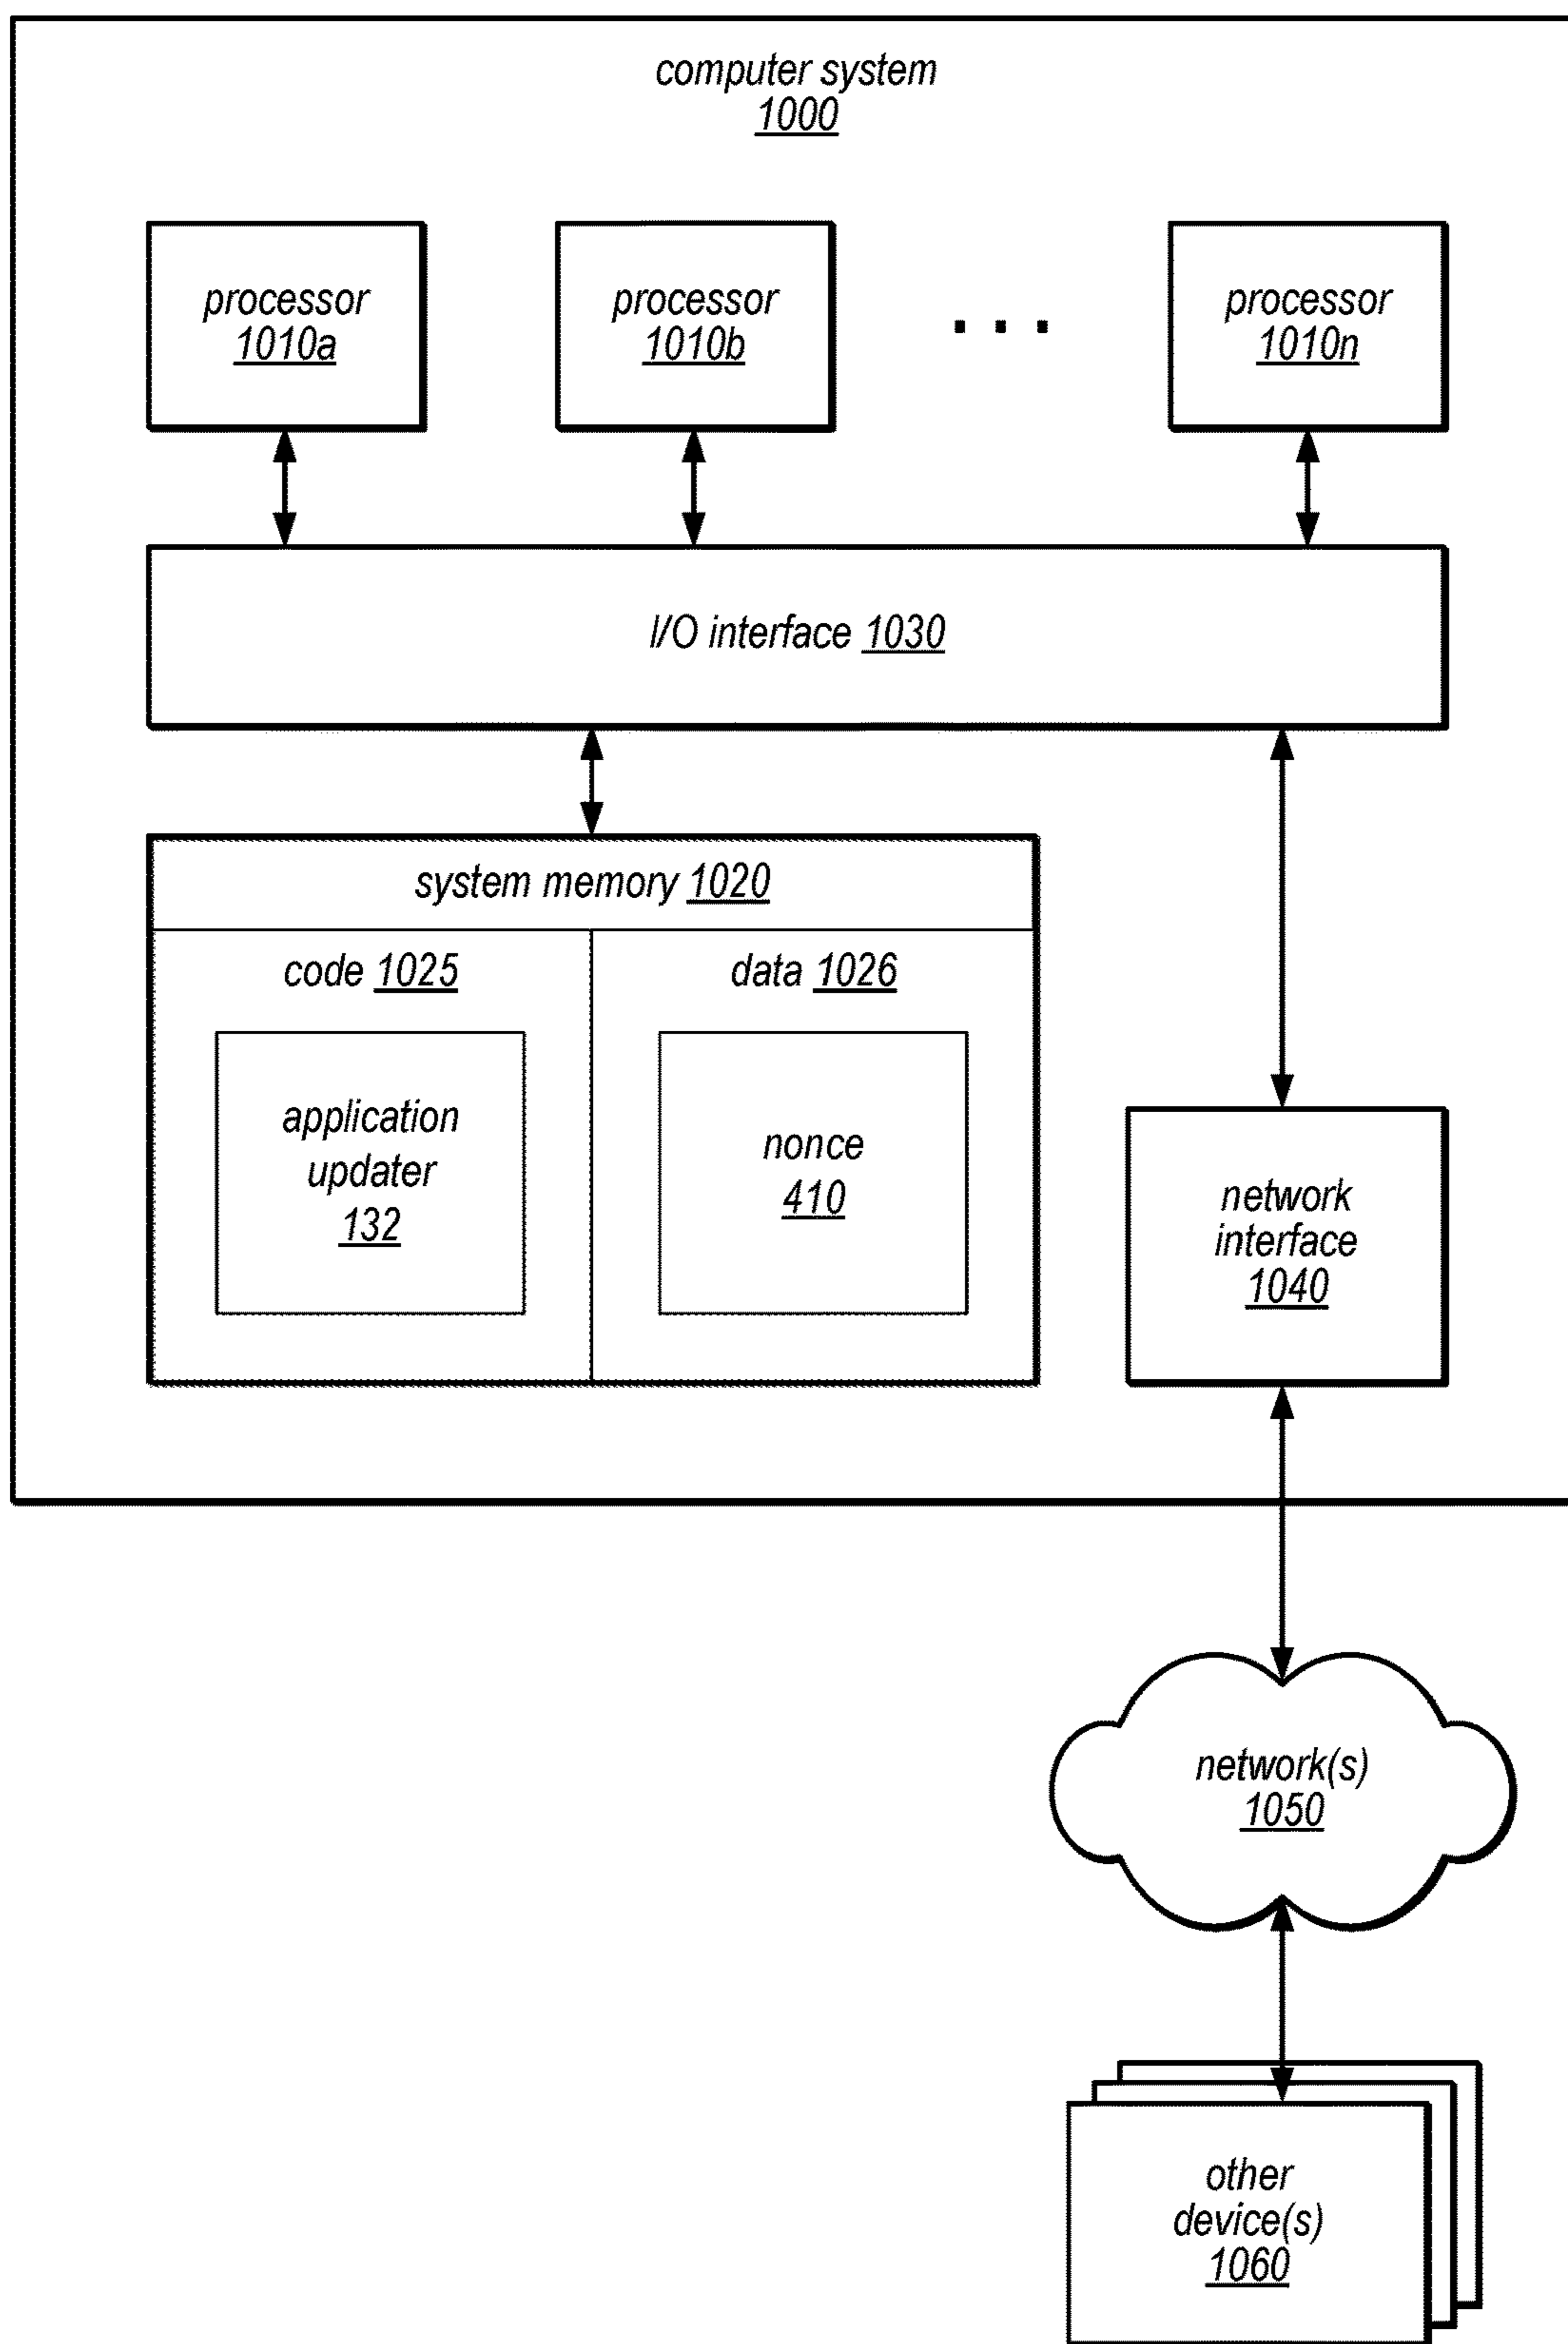 computer system
1000
processor
1010a
processor
1010b
. . .
processor
1010n
I/O interface 1030
system memory 1020
code 1025
data 1026
application
updater
132
nonce
410
network
interface
1040
network(s)
1050
other
device(s)
1060